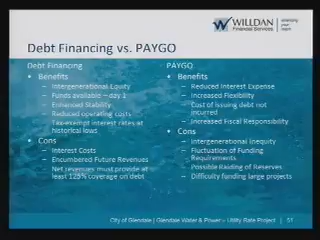 WILLDAN
Financial Services
Debt Financing vs. PAYGO
Debt Financing
• Benefits
– Intergenerational Equity
– Funds available – day 1
– Enhanced Stability
– Reduced operating costs
– Tax-exempt interest rates at
historical lows
• Cons
– Interest Costs
– Encumbered Future Revenues
– Net revenues must provide at
least 125% coverage on debt
PAYGO
• Benefits
– Reduced Interest Expense
– Increased Flexibility
– Cost of issuing debt not
incurred
– Increased Fiscal Responsibility
• Cons
– Intergenerational Inequity
– Fluctuation of Funding
Requirements
– Possible Raiding of Reserves
– Difficulty funding large projects
City of Glendale | Glendale Water & Power – Utility Rate Project | 51